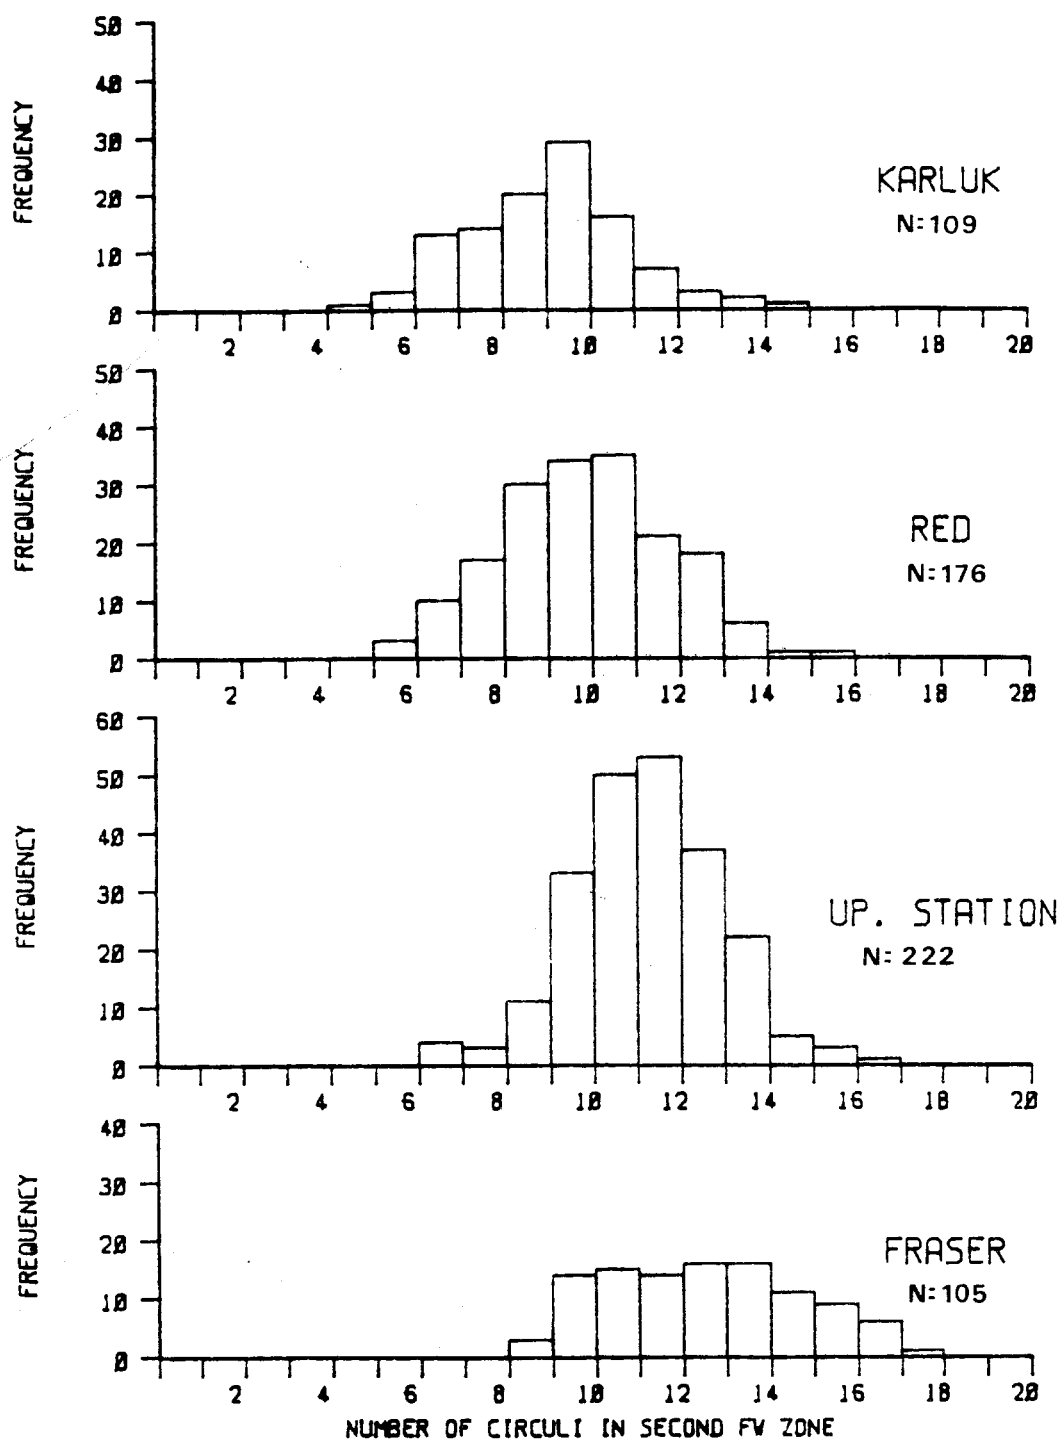 50
40
30
20
10
0
FREQUENCY
KARLUK
N:109
2 4 6 8 10 12 14 16 18 20
50
40
30
20
10
0
FREQUENCY
RED
N:176
2 4 6 8 10 12 14 16 18 20
60
50
40
30
20
10
0
FREQUENCY
UP. STATION
N: 222
2 4 6 8 10 12 14 16 18 20
40
30
20
10
0
FREQUENCY
FRASER
N:105
2 4 6 8 10 12 14 16 18 20
NUMBER OF CIRCULI IN SECOND FW ZONE